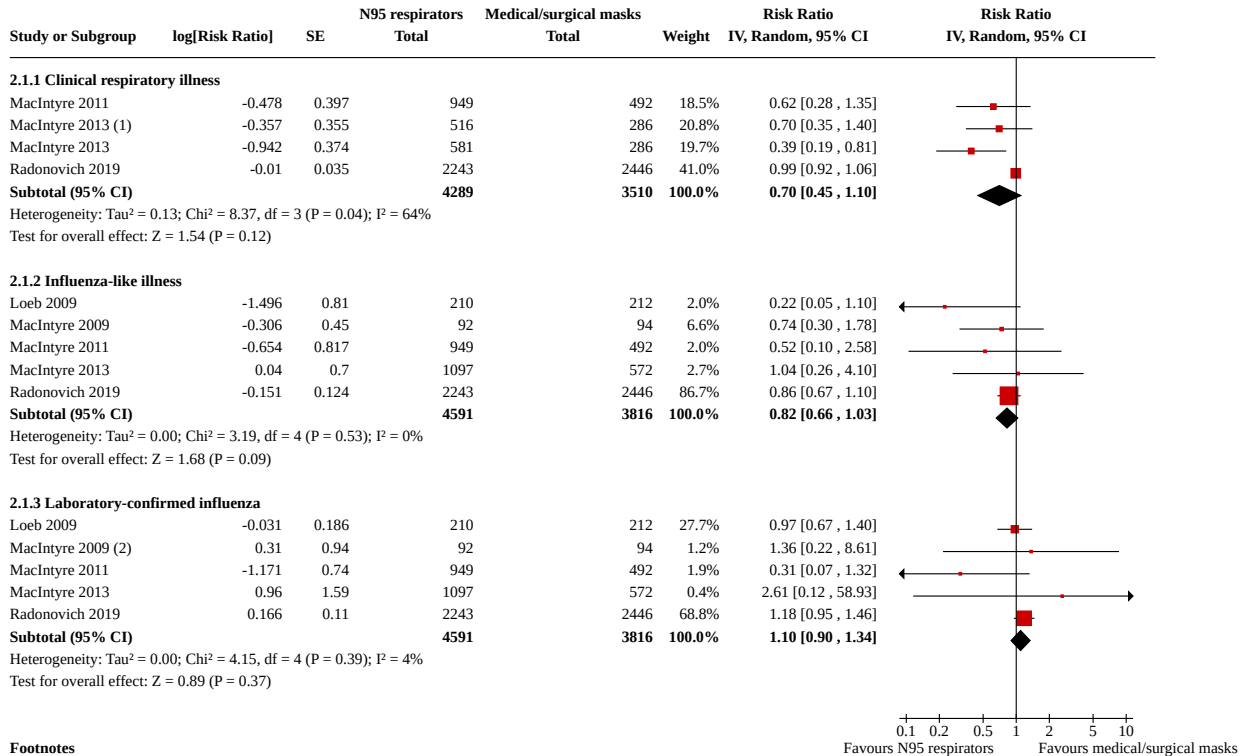 N95 respirators Medical/surgical masks Risk Ratio Risk Ratio
Study or Subgroup log[Risk Ratio] SE Total Total Weight IV, Random, 95% CI IV, Random, 95% CI
2.1.1 Clinical respiratory illness
MacIntyre 2011 -0.478 0.397 949 492 18.5% 0.62 [0.28 , 1.35]
MacIntyre 2013 (1) -0.357 0.355 516 286 20.8% 0.70 [0.35 , 1.40]
MacIntyre 2013 -0.942 0.374 581 286 19.7% 0.39 [0.19 , 0.81]
Radonovich 2019 -0.01 0.035 2243 2446 41.0% 0.99 [0.92 , 1.06]
Subtotal (95% CI) 4289 3510 100.0% 0.70 [0.45 , 1.10]
Heterogeneity: Tau² = 0.13; Chi² = 8.37, df = 3 (P = 0.04); I² = 64%
Test for overall effect: Z = 1.54 (P = 0.12)
2.1.2 Influenza-like illness
Loeb 2009 -1.496 0.81 210 212 2.0% 0.22 [0.05 , 1.10]
MacIntyre 2009 -0.306 0.45 92 94 6.6% 0.74 [0.30 , 1.78]
MacIntyre 2011 -0.654 0.817 949 492 2.0% 0.52 [0.10 , 2.58]
MacIntyre 2013 0.04 0.7 1097 572 2.7% 1.04 [0.26 , 4.10]
Radonovich 2019 -0.151 0.124 2243 2446 86.7% 0.86 [0.67 , 1.10]
Subtotal (95% CI) 4591 3816 100.0% 0.82 [0.66 , 1.03]
Heterogeneity: Tau² = 0.00; Chi² = 3.19, df = 4 (P = 0.53); I² = 0%
Test for overall effect: Z = 1.68 (P = 0.09)
2.1.3 Laboratory-confirmed influenza
Loeb 2009 -0.031 0.186 210 212 27.7% 0.97 [0.67 , 1.40]
MacIntyre 2009 (2) 0.31 0.94 92 94 1.2% 1.36 [0.22 , 8.61]
MacIntyre 2011 -1.171 0.74 949 492 1.9% 0.31 [0.07 , 1.32]
MacIntyre 2013 0.96 1.59 1097 572 0.4% 2.61 [0.12 , 58.93]
Radonovich 2019 0.166 0.11 2243 2446 68.8% 1.18 [0.95 , 1.46]
Subtotal (95% CI) 4591 3816 100.0% 1.10 [0.90 , 1.34]
Heterogeneity: Tau² = 0.00; Chi² = 4.15, df = 4 (P = 0.39); I² = 4%
Test for overall effect: Z = 0.89 (P = 0.37)
0.1 0.2 0.5 1 2 5 10
Footnotes Favours N95 respirators Favours medical/surgical masks